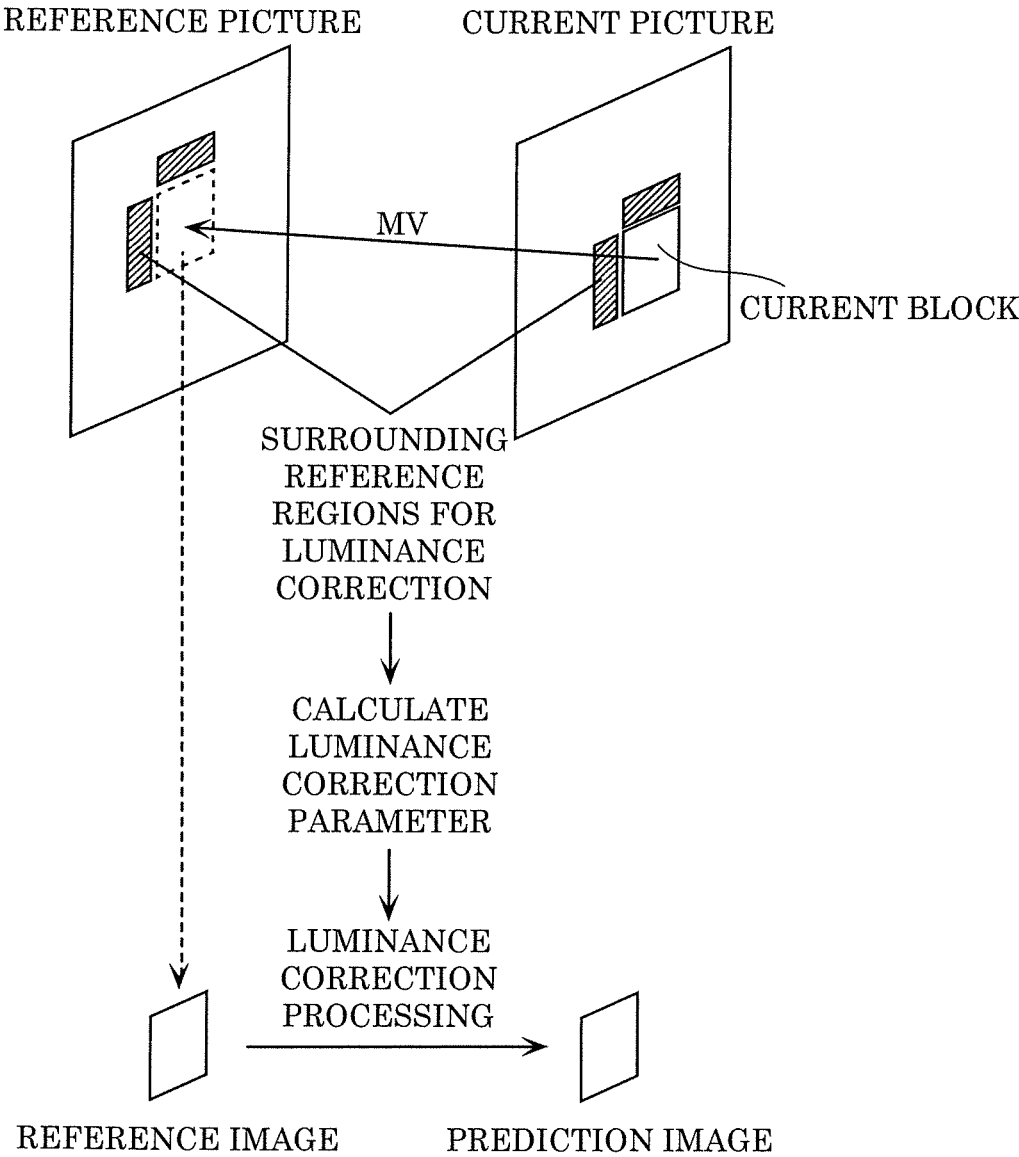 REFERENCE PICTURE
CURRENT PICTURE
MV
CURRENT BLOCK
SURROUNDING
REFERENCE
REGIONS FOR
LUMINANCE
CORRECTION
CALCULATE
LUMINANCE
CORRECTION
PARAMETER
LUMINANCE
CORRECTION
PROCESSING
REFERENCE IMAGE
PREDICTION IMAGE